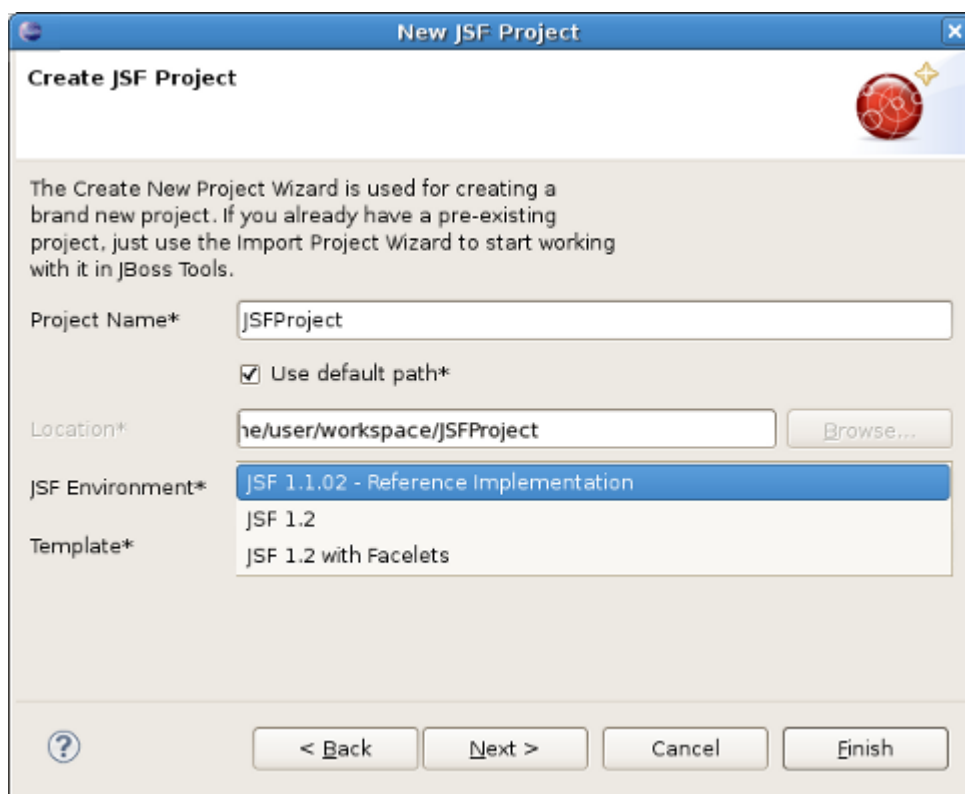 New JSF Project
Create JSF Project
The Create New Project Wizard is used for creating a
brand new project. If you already have a pre-existing
project, just use the Import Project Wizard to start working
with it in JBoss Tools.
Project Name* JSFProject
Use default path*
Location* ne/user/workspace/JSFProject Browse...
JSF Environment* JSF 1.1.02 - Reference Implementation
JSF 1.2
Template*
JSF 1.2 with Facelets
? < Back Next > Cancel Finish